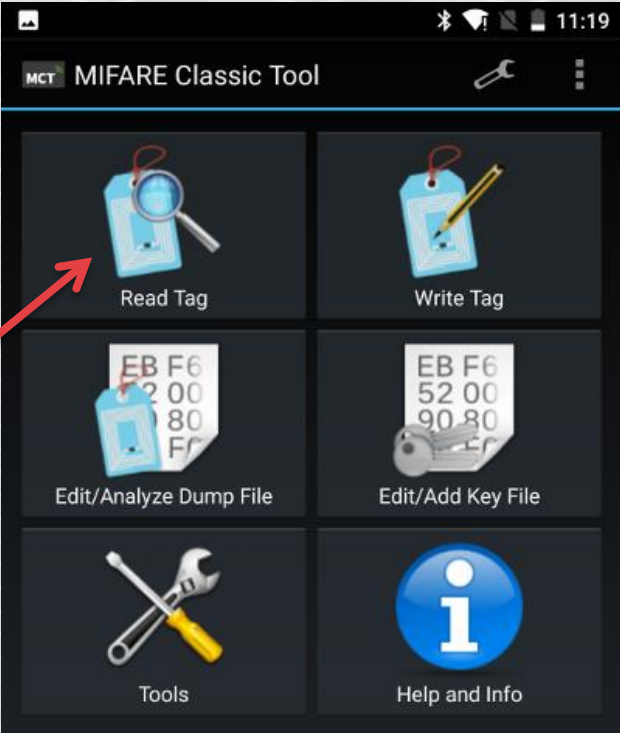 11:19
MCT MIFARE Classic Tool
Read Tag
Write Tag
EB F6
52 00
80
EB F6
52 00
90 80
Edit/Analyze Dump File
Edit/Add Key File
Tools
Help and Info